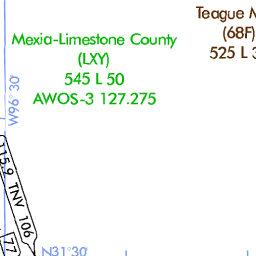 Teague M
(68F)
525 L 3
Mexia-Limestone County
(LXY)
545 L 50
AWOS-3 127.275
W96°30'
115.9 TNV 106
77
N31°30'